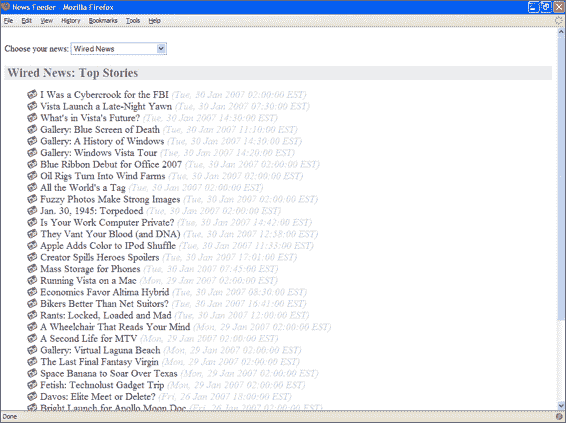 News Feeder - Mozilla Firefox
File Edit View History Bookmarks Tools Help
Choose your news: Wired News
Wired News: Top Stories
I Was a Cybercrook for the FBI (Tue, 30 Jan 2007 02:00:00 EST)
Vista Launch a Late-Night Yawn (Tue, 30 Jan 2007 07:30:00 EST)
What's in Vista's Future? (Tue, 30 Jan 2007 14:30:00 EST)
Gallery: Blue Screen of Death (Tue, 30 Jan 2007 11:10:00 EST)
Gallery: A History of Windows (Tue, 30 Jan 2007 14:30:00 EST)
Gallery: Windows Vista Tour (Tue, 30 Jan 2007 14:20:00 EST)
Blue Ribbon Debut for Office 2007 (Tue, 30 Jan 2007 02:00:00 EST)
Oil Rigs Turn Into Wind Farms (Tue, 30 Jan 2007 02:00:00 EST)
All the World's a Tag (Tue, 30 Jan 2007 02:00:00 EST)
Fuzzy Photos Make Strong Images (Tue, 30 Jan 2007 02:00:00 EST)
Jan. 30, 1945: Torpedoed (Tue, 30 Jan 2007 02:00:00 EST)
Is Your Work Computer Private? (Tue, 30 Jan 2007 14:42:00 EST)
They Vant Your Blood (and DNA) (Tue, 30 Jan 2007 12:58:00 EST)
Apple Adds Color to IPod Shuffle (Tue, 30 Jan 2007 11:33:00 EST)
Creator Spills Heroes Spoilers (Tue, 30 Jan 2007 17:01:00 EST)
Mass Storage for Phones (Tue, 30 Jan 2007 07:45:00 EST)
Running Vista on a Mac (Mon, 29 Jan 2007 02:00:00 EST)
Economics Favor Altima Hybrid (Tue, 30 Jan 2007 08:30:00 EST)
Bikers Better Than Net Suitors? (Tue, 30 Jan 2007 16:41:00 EST)
Rants: Locked, Loaded and Mad (Tue, 30 Jan 2007 12:00:00 EST)
A Wheelchair That Reads Your Mind (Mon, 29 Jan 2007 02:00:00 EST)
A Second Life for MTV (Mon, 29 Jan 2007 02:00:00 EST)
Gallery: Virtual Laguna Beach (Mon, 29 Jan 2007 02:00:00 EST)
The Last Final Fantasy Virgin (Mon, 29 Jan 2007 02:00:00 EST)
Space Banana to Soar Over Texas (Mon, 29 Jan 2007 02:00:00 EST)
Fetish: Technolust Gadget Trip (Mon, 29 Jan 2007 02:00:00 EST)
Davos: Elite Meet or Delete? (Fri, 26 Jan 2007 18:00:00 EST)
Bright Launch for Apollo Moon Doc (Fri, 26 Jan 2007 02:00:00 EST)
Done